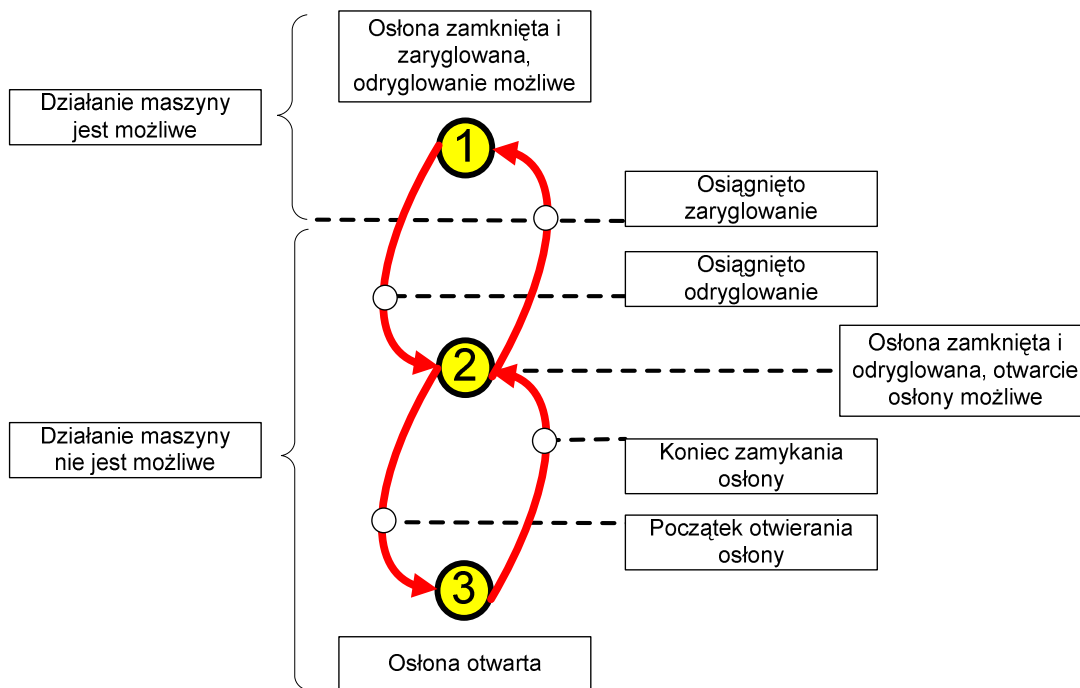 Osłona zamknięta i
zaryglowana,
odryglowanie możliwe
Działanie maszyny
jest możliwe
1
Osiągnięto
zaryglowanie
Osiągnięto
odryglowanie
2
Osłona zamknięta i
odryglowana, otwarcie
osłony możliwe
Działanie maszyny
nie jest możliwe
Koniec zamykania
osłony
Początek otwierania
osłony
3
Osłona otwarta